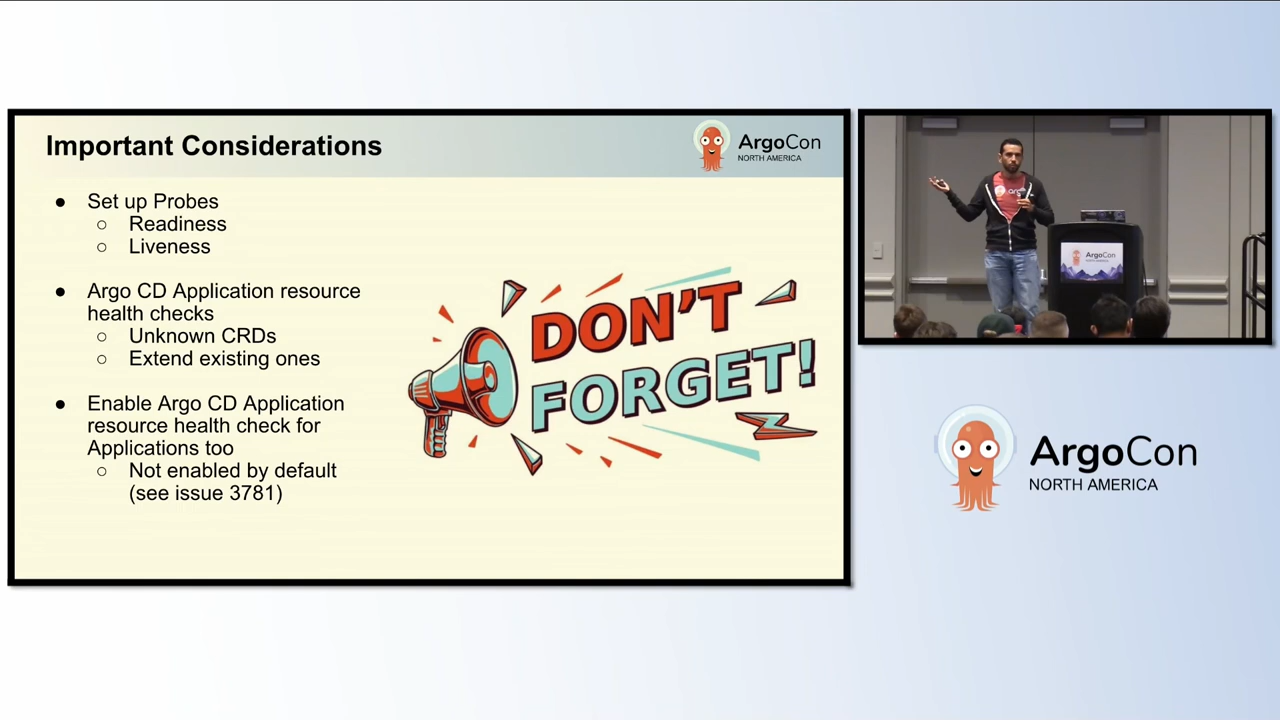 Important Considerations
ArgoCon
NORTH AMERICA
● Set up Probes
○ Readiness
○ Liveness
● Argo CD Application resource
health checks
○ Unknown CRDs
○ Extend existing ones
● Enable Argo CD Application
resource health check for
Applications too
○ Not enabled by default
(see issue 3781)
DON'T
FORGET!
ArgoCon
ArgoCon
NORTH AMERICA